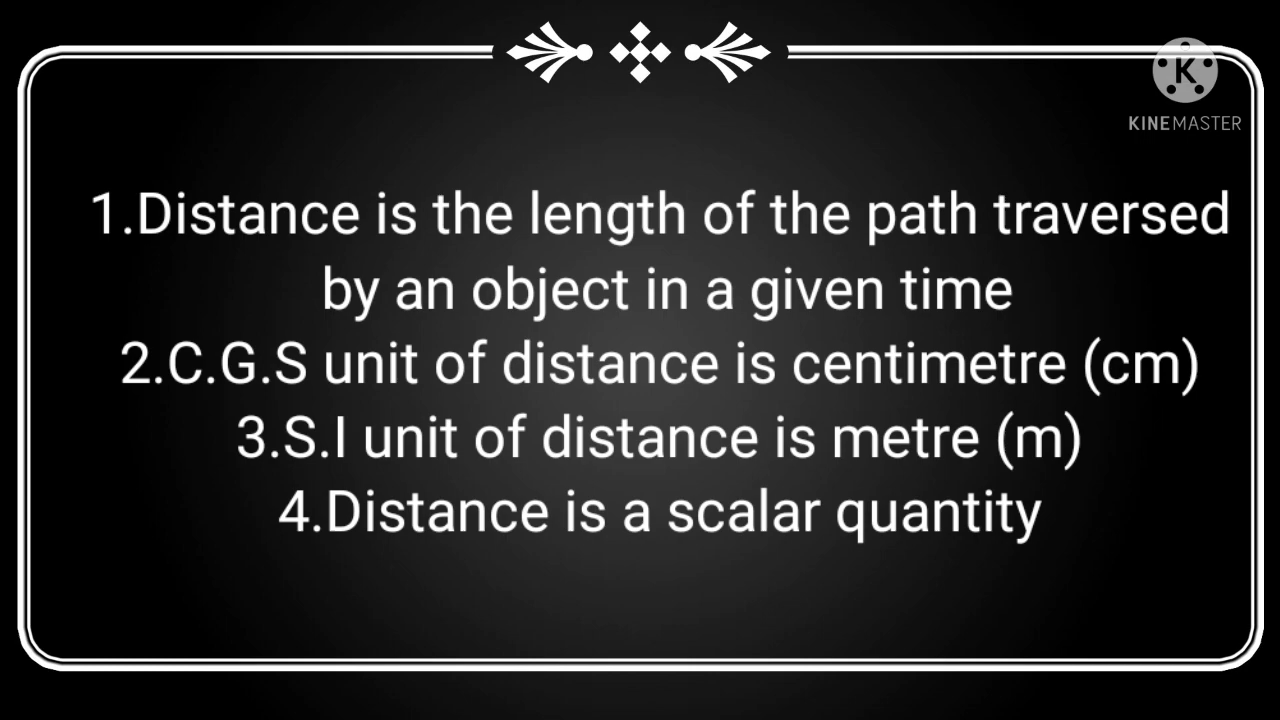 K
KINEMASTER
1.Distance is the length of the path traversed
by an object in a given time
2.C.G.S unit of distance is centimetre (cm)
3.S.I unit of distance is metre (m)
4.Distance is a scalar quantity